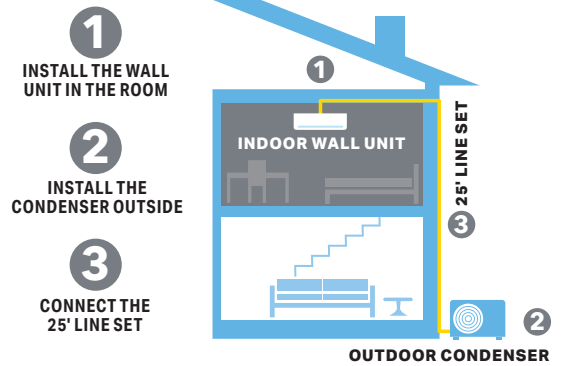 1
INSTALL THE WALL
UNIT IN THE ROOM
2
INSTALL THE
CONDENSER OUTSIDE
3
CONNECT THE
25' LINE SET
1
INDOOR WALL UNIT
25' LINE SET
3
2
OUTDOOR CONDENSER